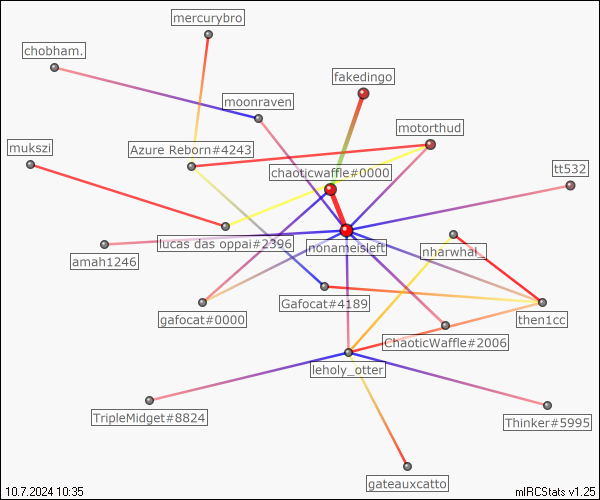 mercurybro
chobham.
fakedingo
moonraven
motorthud
mukszi
Azure Reborn#4243
chaoticwaffle#0000
tt532
lucas das oppai#2396
nonameisleft
nharwhal_
amah1246
Gafocat#4189
gafocat#0000
then1cc
ChaoticWaffle#2006
leholy_otter
TripleMidget#8824
Thinker#5995
gateauxcatto
10.7.2024 10:35
mIRCStats v1.25